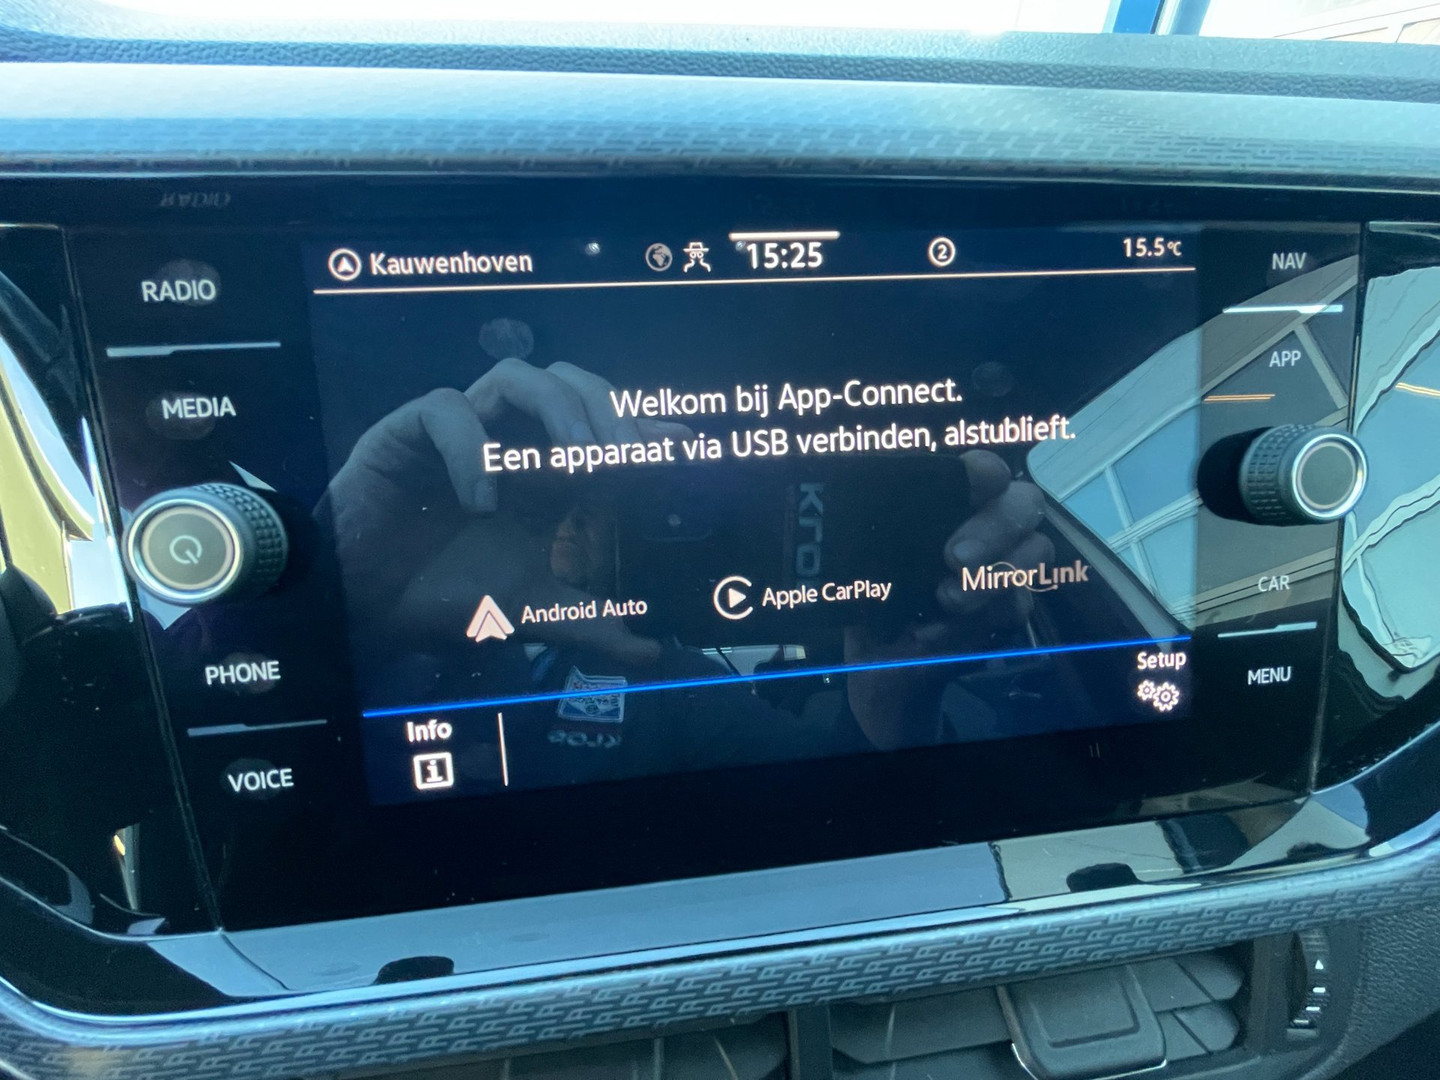 RADIO
MEDIA
PHONE
VOICE
Kauwenhoven
15:25
2
15.5°C
Welkom bij App-Connect.
Een apparaat via USB verbinden, alstublieft.
Android Auto
Apple CarPlay
MirrorLink
Setup
Info
i
NAV
APP
CAR
MENU